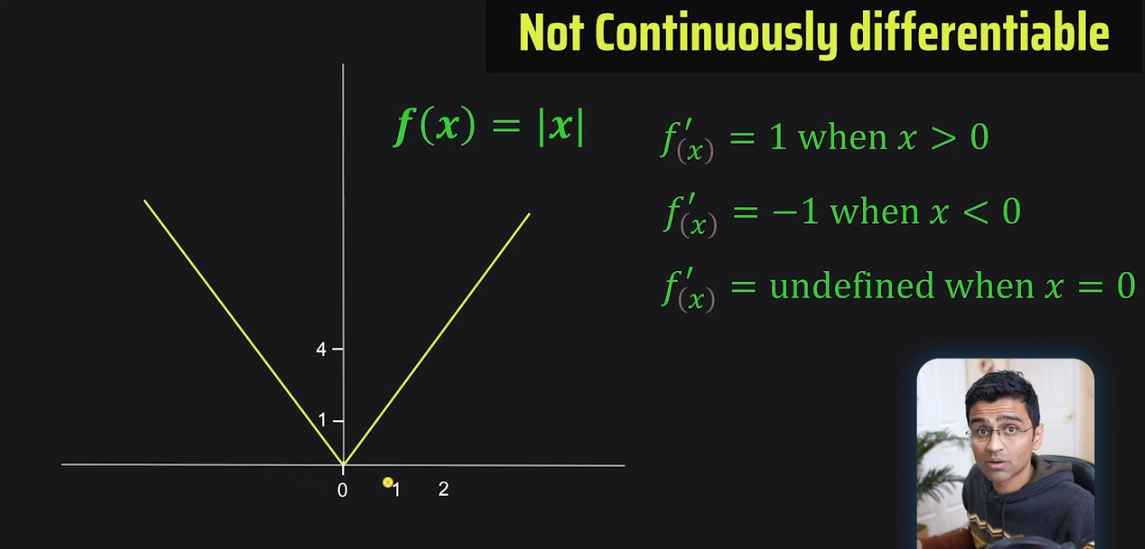 Not Continuously differentiable
f(x) = |x|
f′(x) = 1 when x > 0
f′(x) = −1 when x < 0
f′(x) = undefined when x = 0
4
1
0 1 2